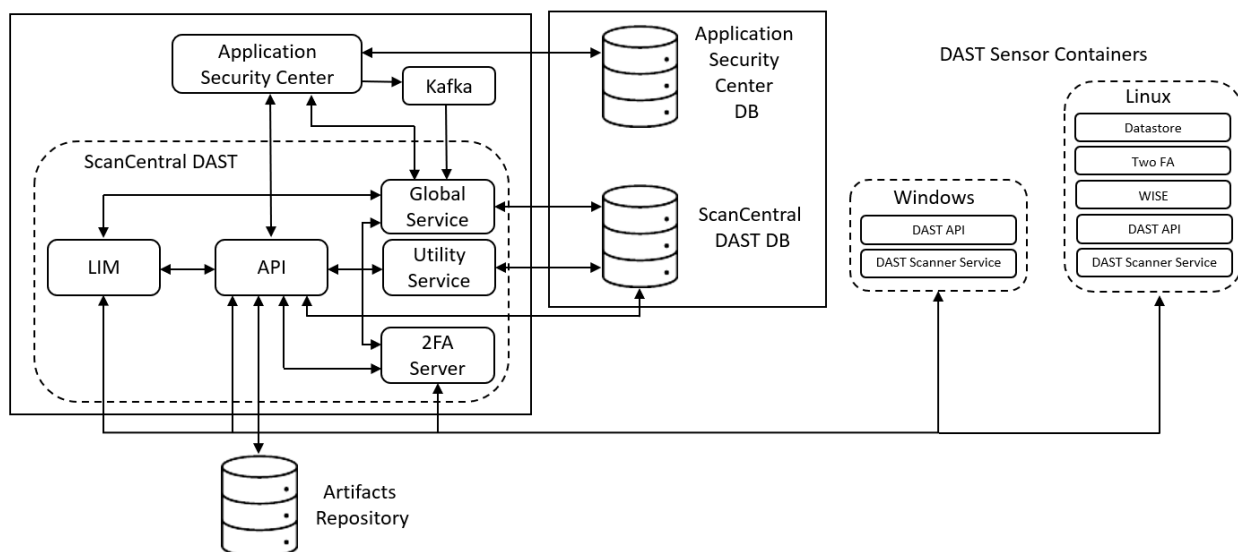 Application
Security Center
Kafka
Application
Security
Center
DB
DAST Sensor Containers
Linux
Datastore
Two FA
WISE
DAST API
DAST Scanner Service
Windows
DAST API
DAST Scanner Service
ScanCentral DAST
Global
Service
ScanCentral
DAST DB
LIM
API
Utility
Service
2FA
Server
Artifacts
Repository